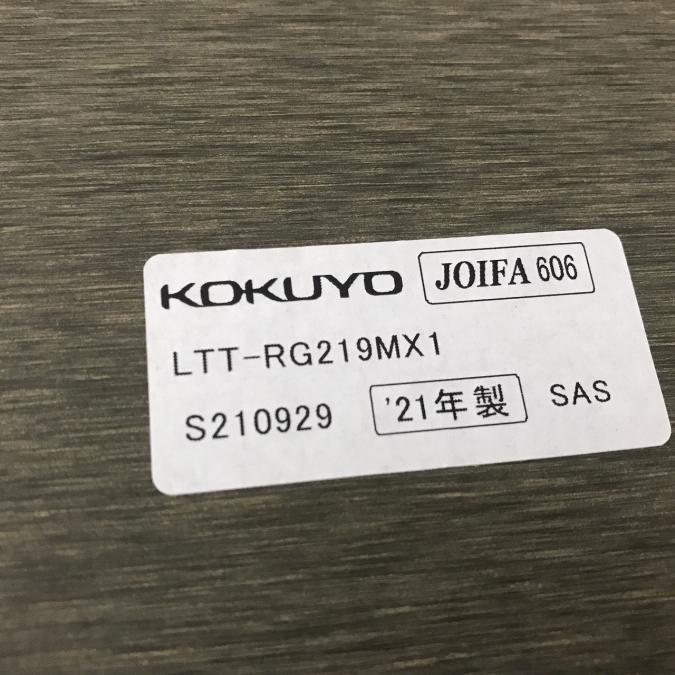 KOKUYO JOIFA 606
LTT-RG219MX1
S210929 '21年製 SAS